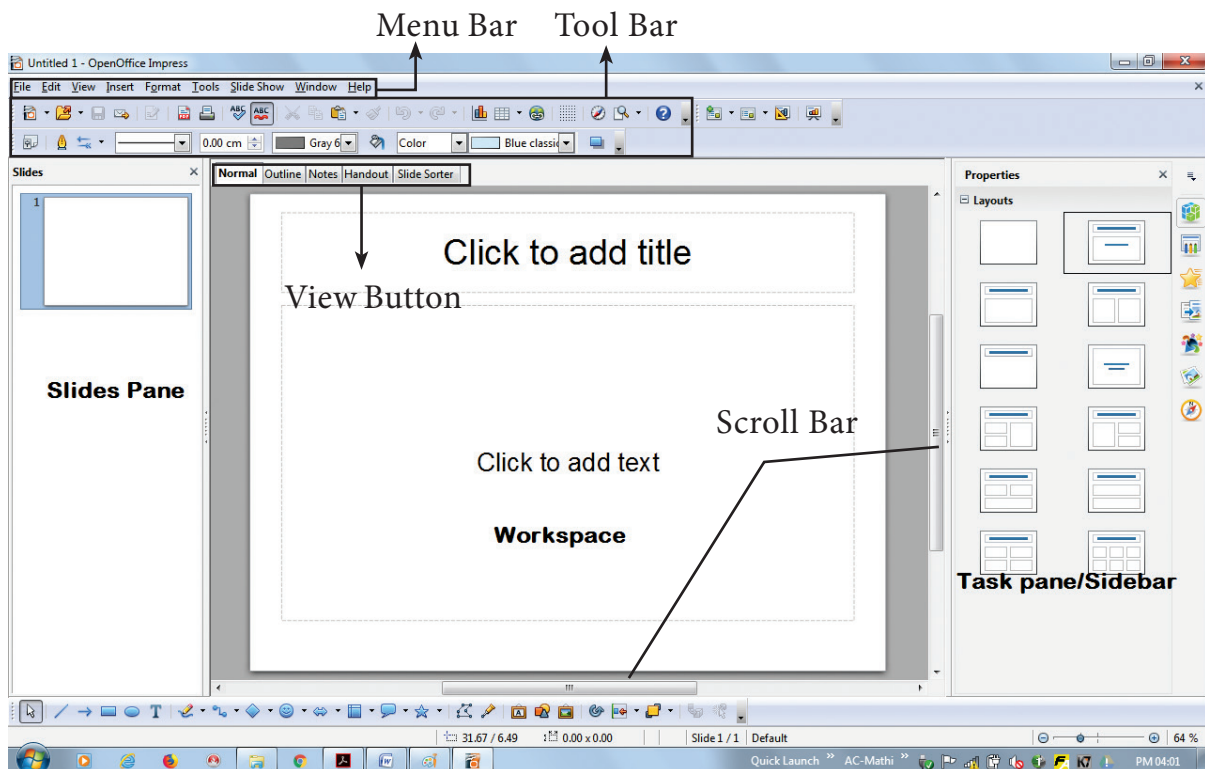 Menu Bar Tool Bar
Untitled 1 - OpenOffice Impress
File Edit View Insert Format Tools Slide Show Window Help
ABC ABC
0.00 cm Gray 6 Color Blue classic
Slides
Normal Outline Notes Handout Slide Sorter
Properties
Layouts
1
Click to add title
View Button
Slides Pane
Scroll Bar
Click to add text
Workspace
Task pane/Sidebar
T
31.67 / 6.49 0.00 x 0.00 Slide 1 / 1 Default 64 %
Quick Launch » AC-Mathi » PM 04:01